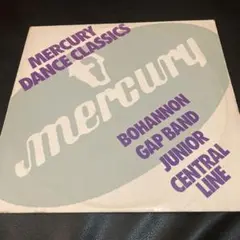 MERCURY
DANCE CLASSICS
mercury
BOHANNON
GAP BAND
JUNIOR
CENTRAL
LINE